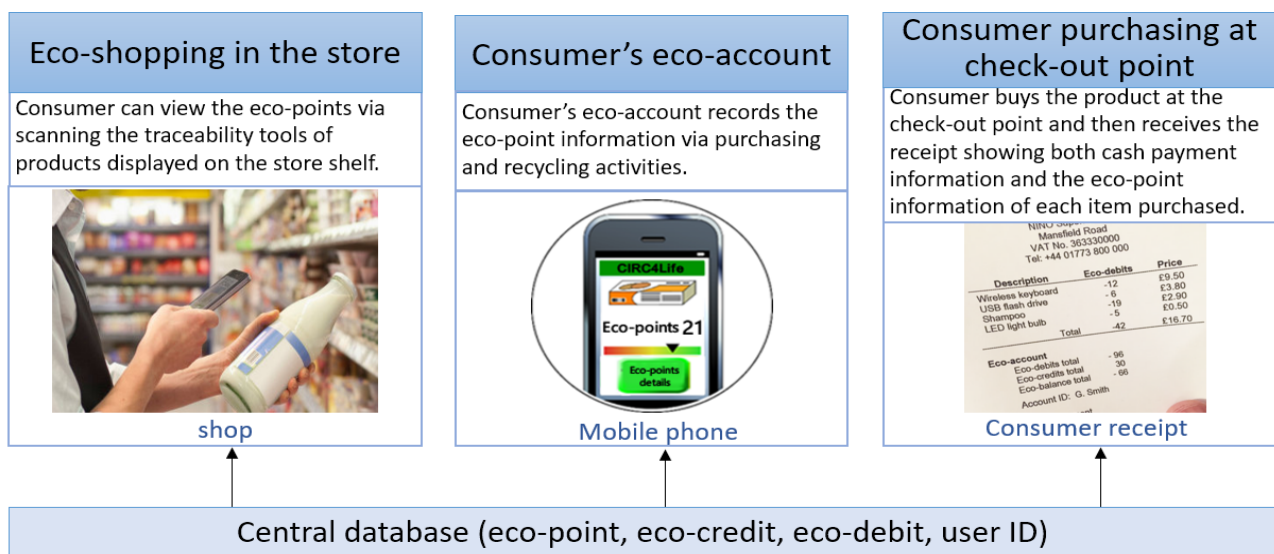 Eco-shopping in the store
Consumer can view the eco-points via
scanning the traceability tools of
products displayed on the store shelf.
shop
Consumer’s eco-account
Consumer’s eco-account records the
eco-point information via purchasing
and recycling activities.
CIRC4Life
Eco-points 21
Eco-points
details
Mobile phone
Consumer purchasing at
check-out point
Consumer buys the product at the
check-out point and then receives the
receipt showing both cash payment
information and the eco-point
information of each item purchased.
NINO
Mansfield Road
VAT No. 363330000
Tel: +44 01773 800 000
Description Eco-debits Price
Wireless keyboard -12 £9.50
USB flash drive - 6 £3.80
Shampoo -19 £2.90
LED light bulb - 5 £0.50
Total -42 £16.70
Eco-account
Eco-debits total - 96
Eco-credits total 30
Eco-balance total - 66
Account ID: G. Smith
Consumer receipt
Central database (eco-point, eco-credit, eco-debit, user ID)